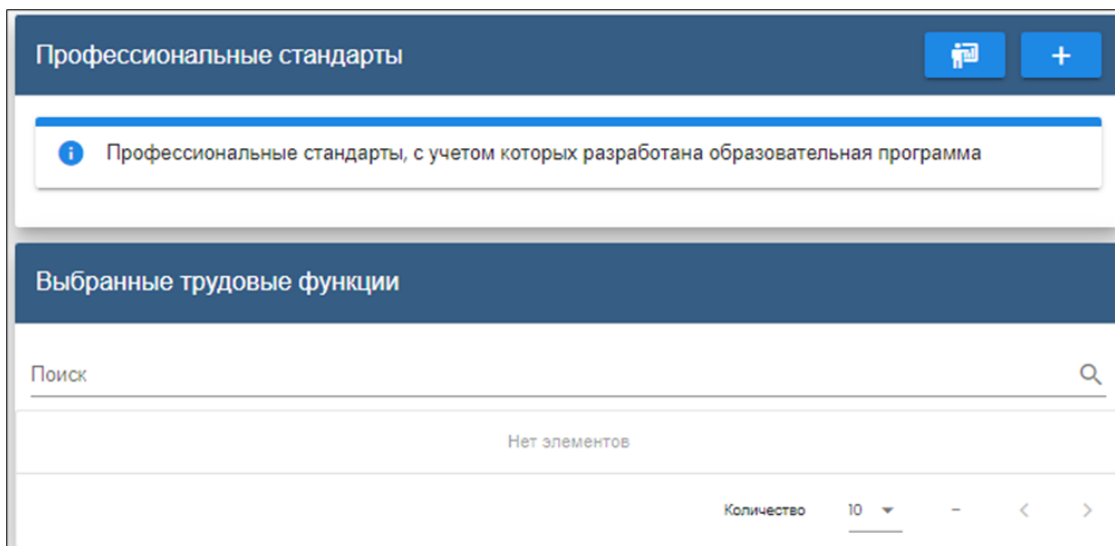 Профессиональные стандарты
+
Профессиональные стандарты, с учетом которых разработана образовательная программа
Выбранные трудовые функции
Поиск
Нет элементов
Количество 10 –